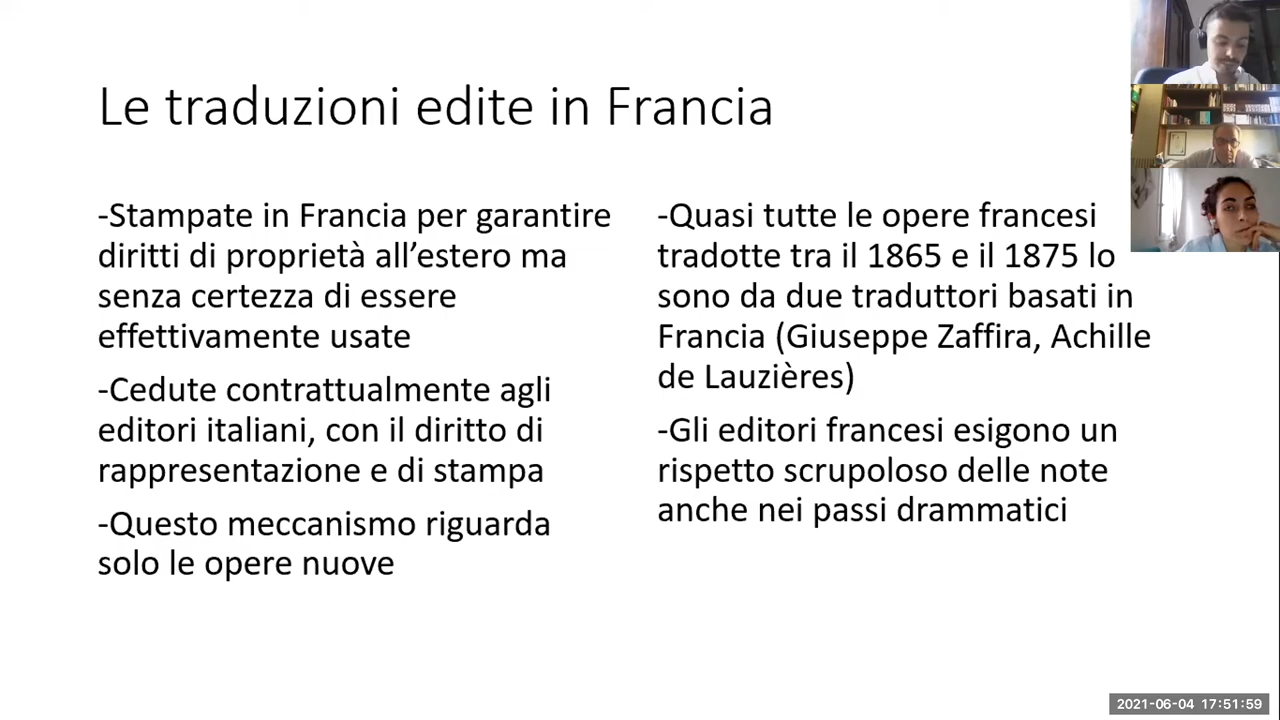 Le traduzioni edite in Francia
-Stampate in Francia per garantire
diritti di proprietà all’estero ma
senza certezza di essere
effettivamente usate
-Cedute contrattualmente agli
editori italiani, con il diritto di
rappresentazione e di stampa
-Questo meccanismo riguarda
solo le opere nuove
-Quasi tutte le opere francesi
tradotte tra il 1865 e il 1875 lo
sono da due traduttori basati in
Francia (Giuseppe Zaffira, Achille
de Lauzières)
-Gli editori francesi esigono un
rispetto scrupoloso delle note
anche nei passi drammatici
2021-06-04 17:51:59